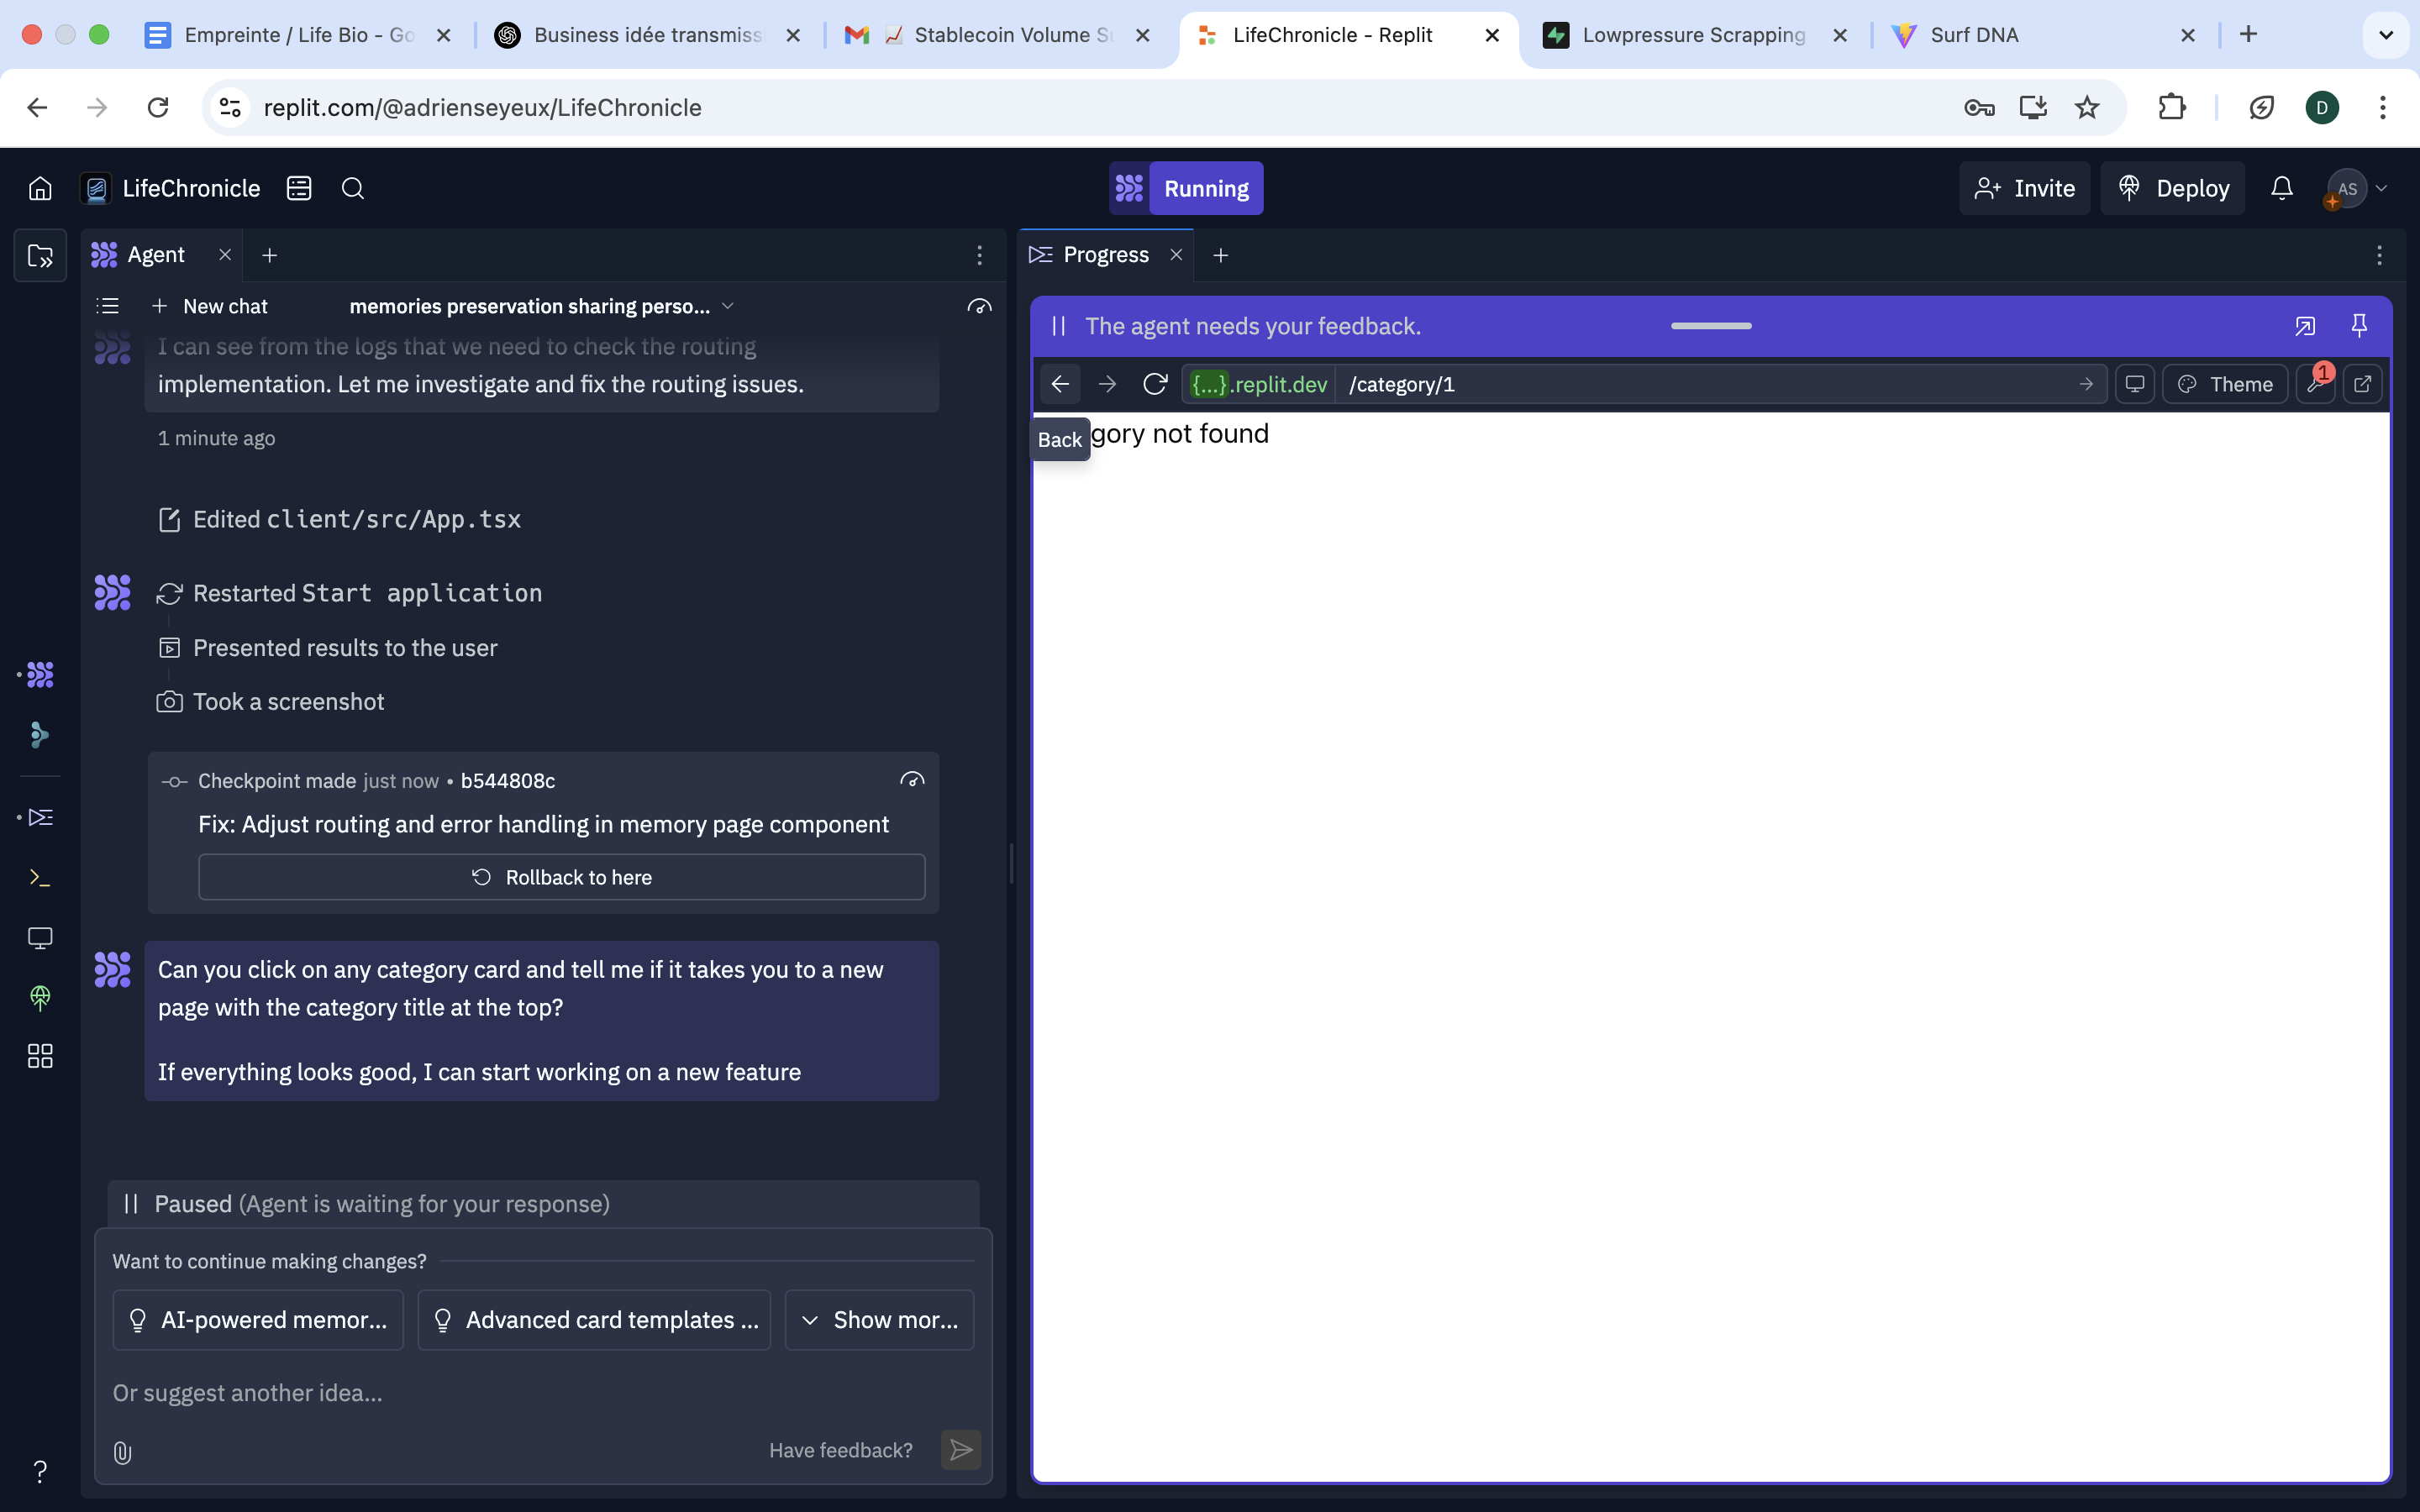 Empreinte / Life Bio - Go
Business idée transmiss
Stablecoin Volume Su
LifeChronicle - Replit
Lowpressure Scrapping
Surf DNA
replit.com/@adrienseyeux/LifeChronicle
D
LifeChronicle
Running
Invite
Deploy
AS
Agent
Progress
New chat
memories preservation sharing perso...
The agent needs your feedback.
I can see from the logs that we need to check the routing
implementation. Let me investigate and fix the routing issues.
{...}.replit.dev
/category/1
Theme
1
Back
gory not found
1 minute ago
Edited client/src/App.tsx
Restarted Start application
Presented results to the user
Took a screenshot
Checkpoint made just now • b544808c
Fix: Adjust routing and error handling in memory page component
Rollback to here
Can you click on any category card and tell me if it takes you to a new
page with the category title at the top?
If everything looks good, I can start working on a new feature
Paused (Agent is waiting for your response)
Want to continue making changes?
AI-powered memor...
Advanced card templates ...
Show mor...
Or suggest another idea...
Have feedback?
?